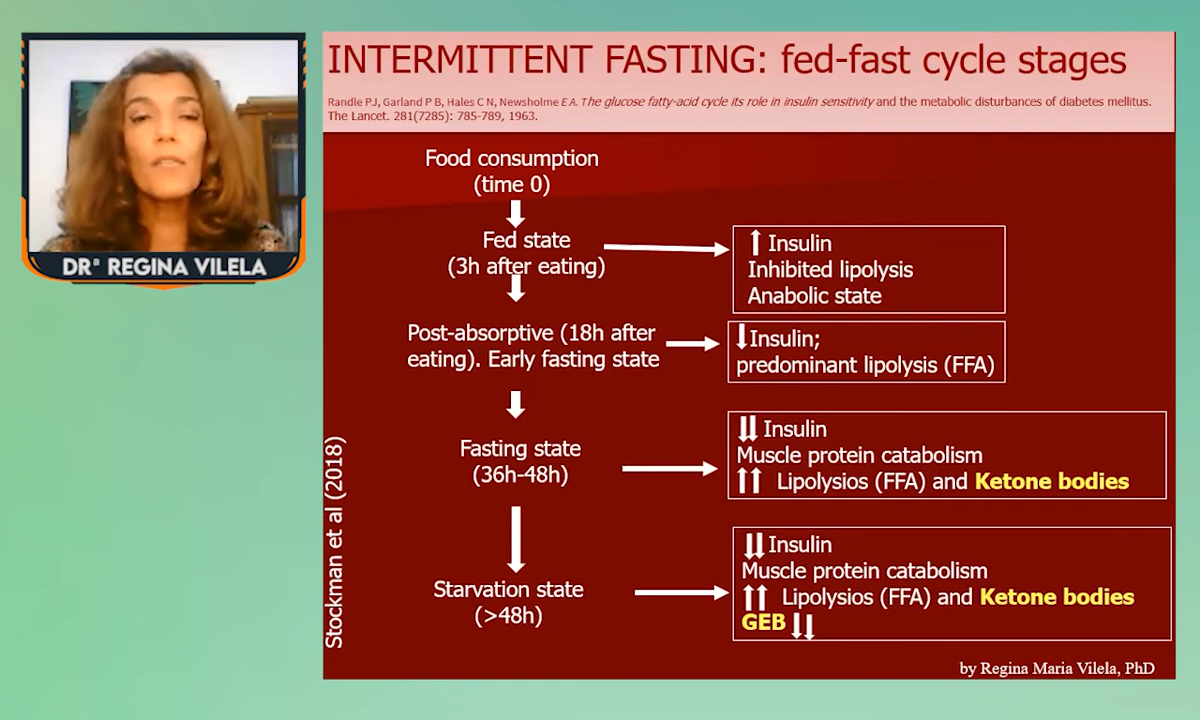 INTERMITTENT FASTING: fed-fast cycle stages
Randle PJ, Garland P B, Hales C N, Newsholme E A. The glucose fatty-acid cycle its role in insulin sensitivity and the metabolic disturbances of diabetes mellitus.
The Lancet. 281(7285): 785-789, 1963.
DRª REGINA VILELA
Food consumption
(time 0)
Fed state
(3h after eating)
↑ Insulin
Inhibited lipolysis
Anabolic state
Post-absorptive (18h after
eating). Early fasting state
↓Insulin;
predominant lipolysis (FFA)
Fasting state
(36h-48h)
↓↓ Insulin
Muscle protein catabolism
↑↑ Lipolysios (FFA) and Ketone bodies
Starvation state
(>48h)
↓↓ Insulin
Muscle protein catabolism
↑↑ Lipolysios (FFA) and Ketone bodies
GEB ↓↓
Stockman et al (2018)
by Regina Maria Vilela, PhD